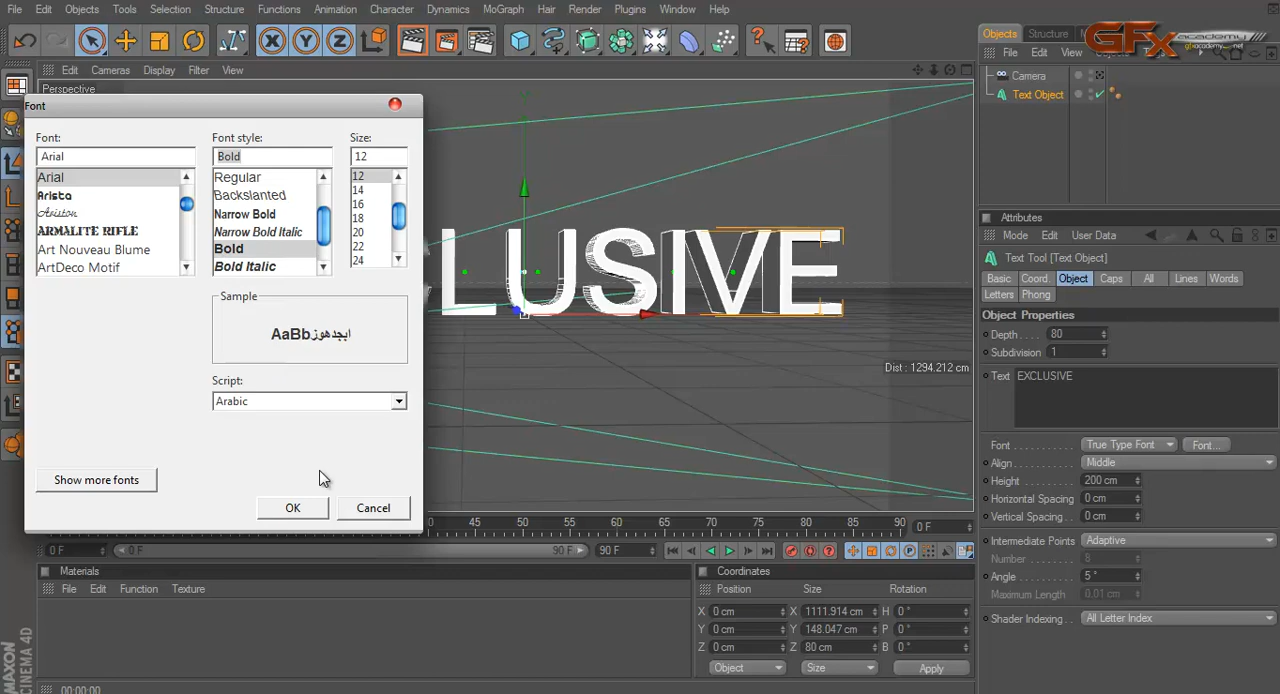 File Edit Objects Tools Selection Structure Functions Animation Character Dynamics MoGraph Hair Render Plugins Window Help
Edit Cameras Display Filter View
Perspective
Font
Font: Font style: Size:
Arial Bold 12
Arial
Arista
Ariston
ARMALITE RIFLE
Art Nouveau Blume
ArtDeco Motif
Regular
Backslanted
Narrow Bold
Narrow Bold Italic
Bold
Bold Italic
12
14
16
18
20
22
24
Sample
AaBbابجدهوز
Script:
Arabic
Show more fonts
OK Cancel
LUSIVE
Dist : 1294.212 cm
Objects Structure
File Edit View
GFx academy
gfxacademy.net
Camera
Text Object
Attributes
Mode Edit User Data
Text Tool [Text Object]
Basic Coord. Object Caps All Lines Words
Letters Phong
Object Properties
Depth 80
Subdivision 1
Text EXCLUSIVE
Font True Type Font Font...
Align Middle
Height 200 cm
Horizontal Spacing 0 cm
Vertical Spacing 0 cm
Intermediate Points Adaptive
Number 8
Angle 5 °
Maximum Length 0.01 cm
Shader Indexing All Letter Index
45 50 55 60 65 70 75 80 85 90 0 F
0 F 0 F 90 F 90 F
Materials
File Edit Function Texture
Coordinates
Position Size Rotation
X 0 cm X 1111.914 cm H 0 °
Y 0 cm Y 148.047 cm P 0 °
Z 0 cm Z 80 cm B 0 °
Object Size Apply
MAXON
CINEMA 4D
00:00:00